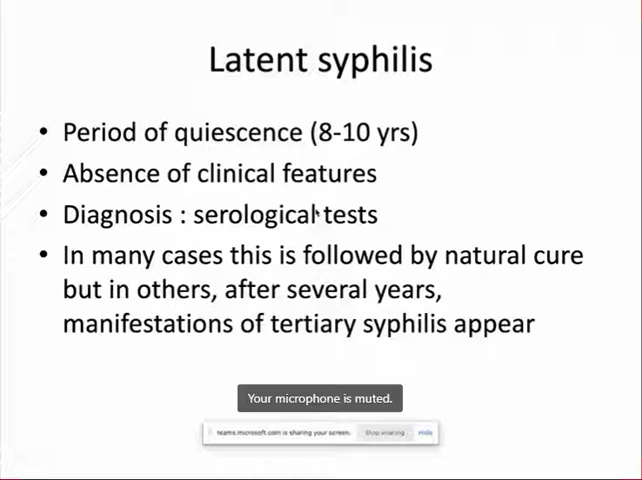 Latent syphilis
• Period of quiescence (8-10 yrs)
• Absence of clinical features
• Diagnosis : serological tests
• In many cases this is followed by natural cure
but in others, after several years,
manifestations of tertiary syphilis appear
Your microphone is muted.
teams.microsoft.com is sharing your screen. Stop sharing Hide